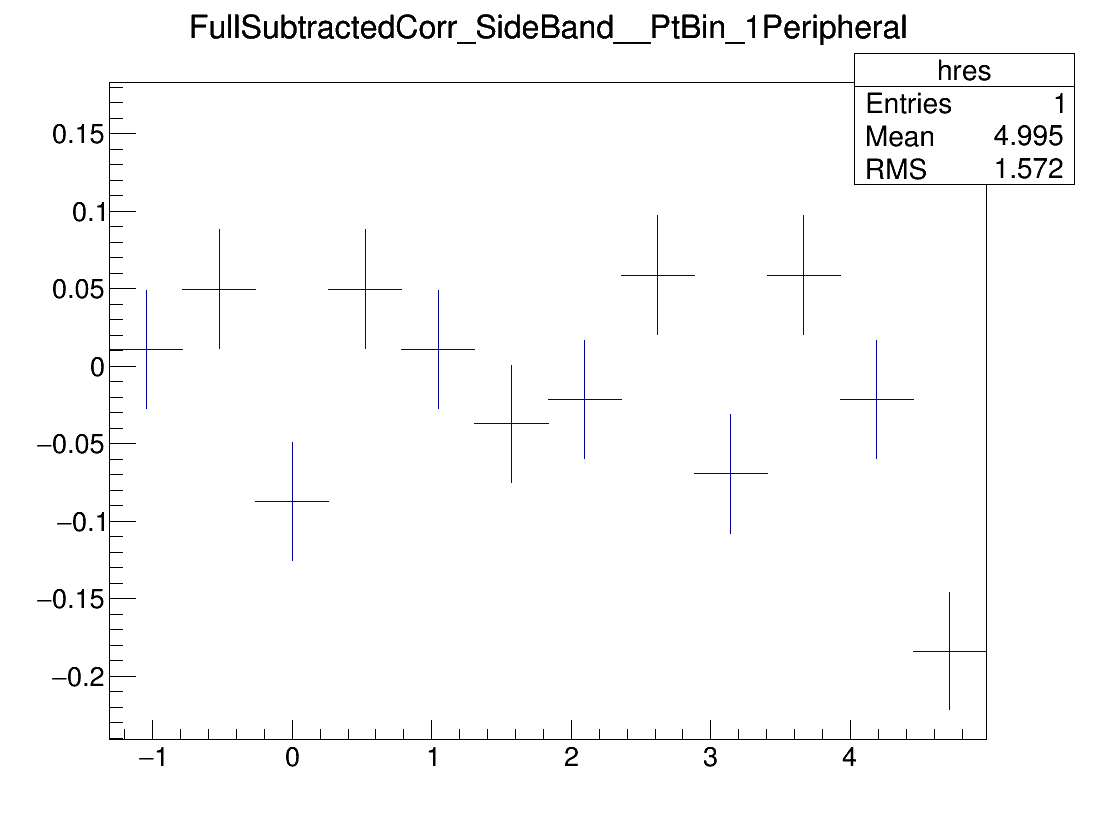 FullSubtractedCorr_SideBand__PtBin_1Peripheral
hres
Entries 1
Mean 4.995
RMS 1.572
0.15
0.1
0.05
0
−0.05
−0.1
−0.15
−0.2
−1 0 1 2 3 4